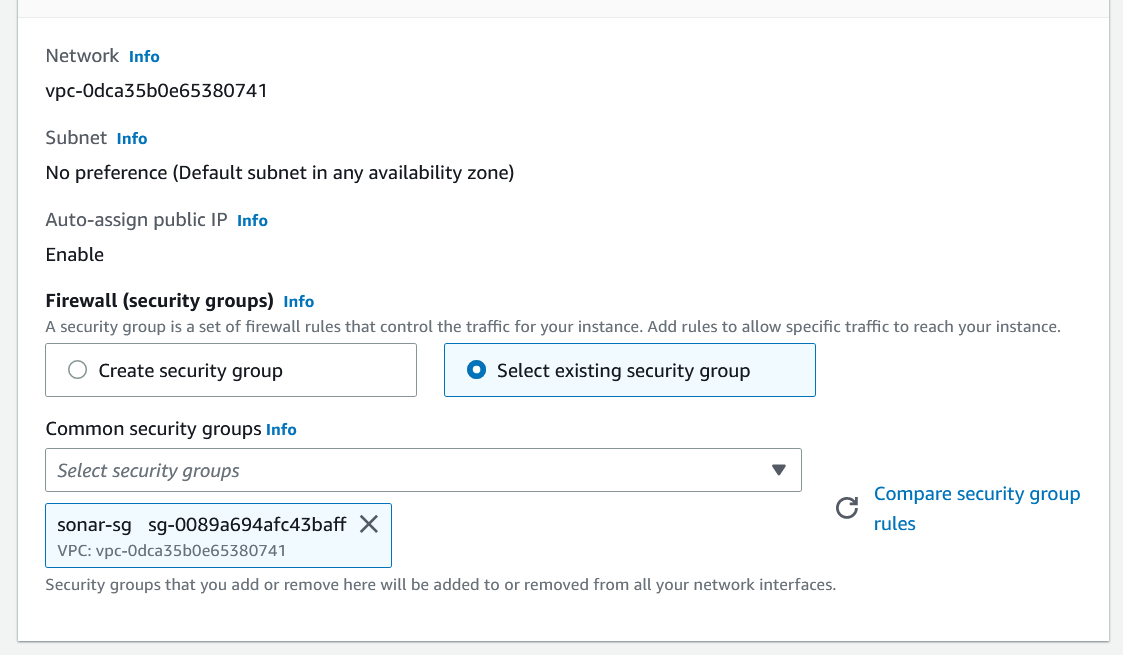 Network Info
vpc-0dca35b0e65380741
Subnet Info
No preference (Default subnet in any availability zone)
Auto-assign public IP Info
Enable
Firewall (security groups) Info
A security group is a set of firewall rules that control the traffic for your instance. Add rules to allow specific traffic to reach your instance.
Create security group
Select existing security group
Common security groups Info
Select security groups
Compare security group
rules
sonar-sg sg-0089a694afc43baff
VPC: vpc-0dca35b0e65380741
Security groups that you add or remove here will be added to or removed from all your network interfaces.